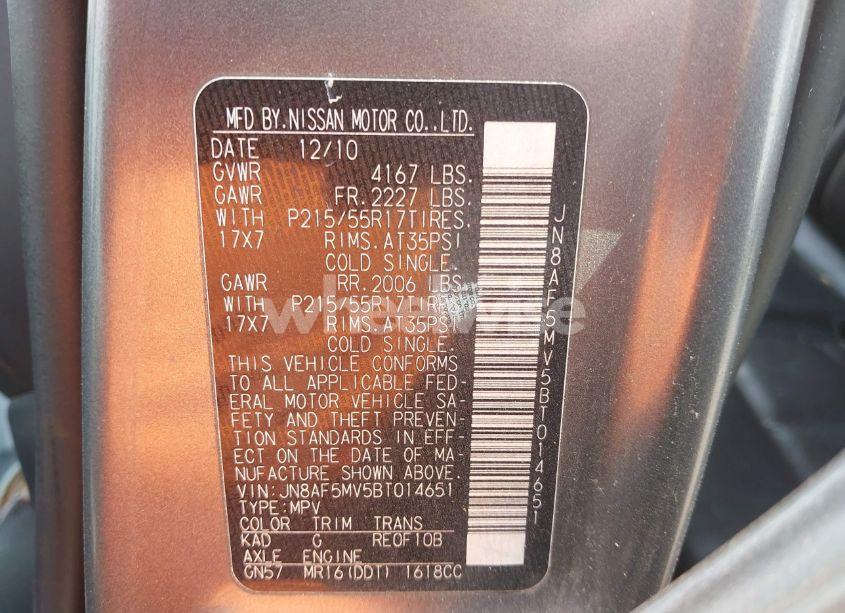 MFD BY.NISSAN MOTOR CO.,LTD.
DATE 12/10
GVWR 4167 LBS.
GAWR FR.2227 LBS.
WITH P215/55R17TIRES.
17X7 RIMS.AT35PSI
COLD SINGLE.
GAWR RR.2006 LBS.
WITH P215/55R17TIRES.
17X7 RIMS.AT35PSI
COLD SINGLE.
THIS VEHICLE CONFORMS
TO ALL APPLICABLE FED-
ERAL MOTOR VEHICLE SA-
FETY AND THEFT PREVEN-
TION STANDARDS IN EFF-
ECT ON THE DATE OF MA-
NUFACTURE SHOWN ABOVE.
VIN:JN8AF5MV5BT014651
TYPE:MPV
COLOR TRIM TRANS
KAD G RE0F10B
AXLE ENGINE
GN57 MR16(DDT) 1618CC
JN8AF5MV5BT014651
wheelwise